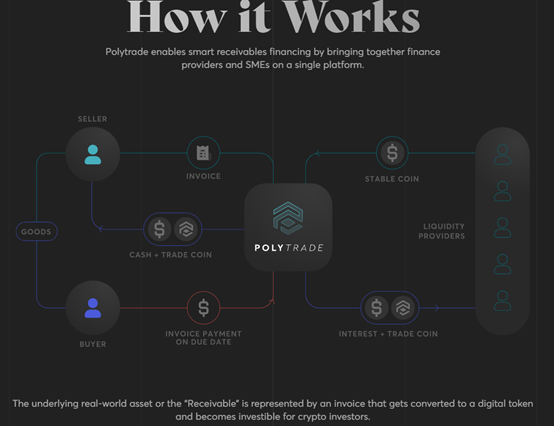 How it Works
Polytrade enables smart receivables financing by bringing together finance
providers and SMEs on a single platform.
SELLER
INVOICE
STABLE COIN
GOODS
CASH + TRADE COIN
POLYTRADE
LIQUIDITY
PROVIDERS
BUYER
INVOICE PAYMENT
ON DUE DATE
INTEREST + TRADE COIN
The underlying real-world asset or the "Receivable" is represented by an invoice that gets converted to a digital token
and becomes investible for crypto investors.